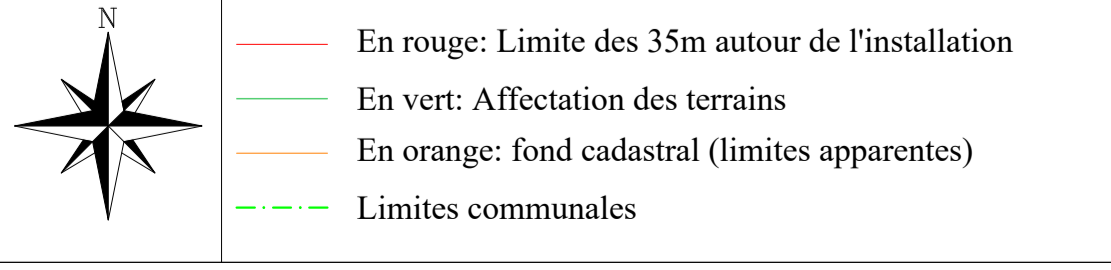 N
En rouge: Limite des 35m autour de l'installation
En vert: Affectation des terrains
En orange: fond cadastral (limites apparentes)
Limites communales